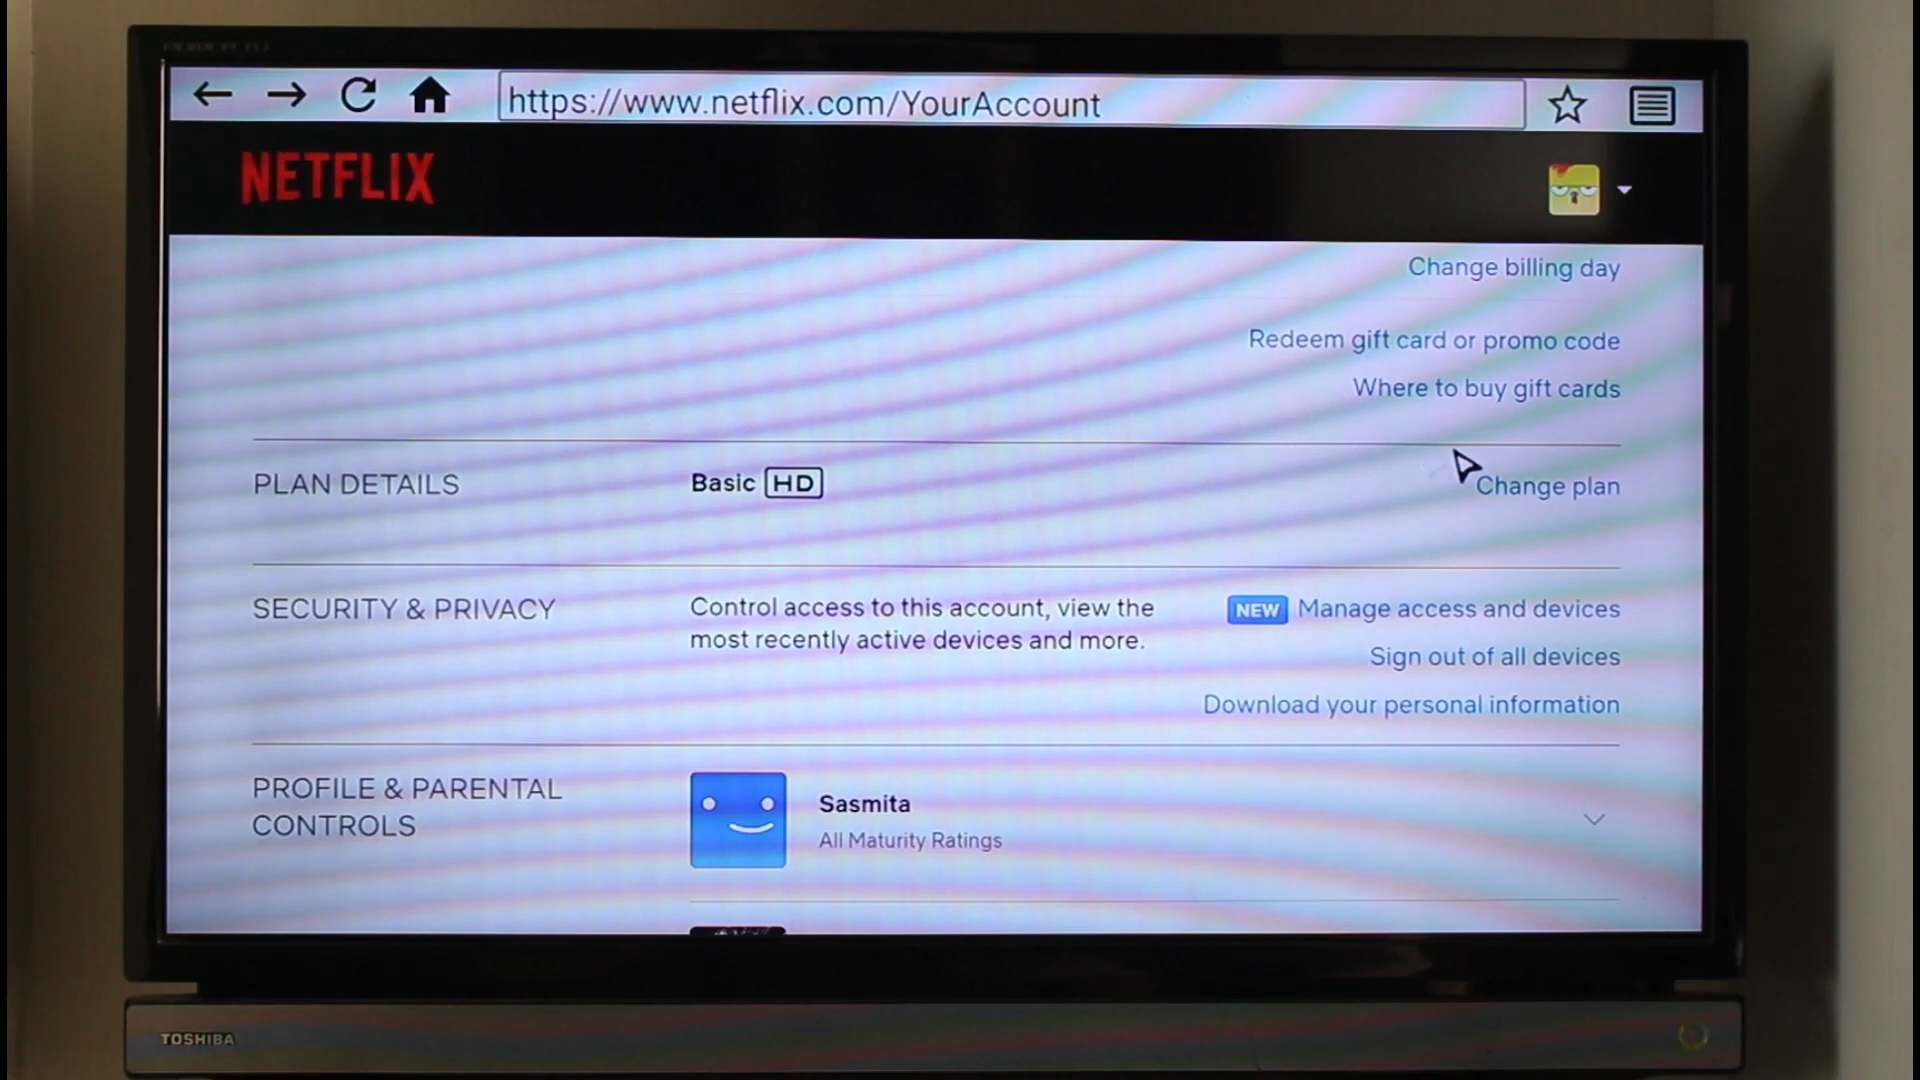 https://www.netflix.com/YourAccount
NETFLIX
Change billing day
Redeem gift card or promo code
Where to buy gift cards
PLAN DETAILS
Basic HD
Change plan
SECURITY & PRIVACY
Control access to this account, view the
most recently active devices and more.
NEW Manage access and devices
Sign out of all devices
Download your personal information
PROFILE & PARENTAL
CONTROLS
Sasmita
All Maturity Ratings
TOSHIBA